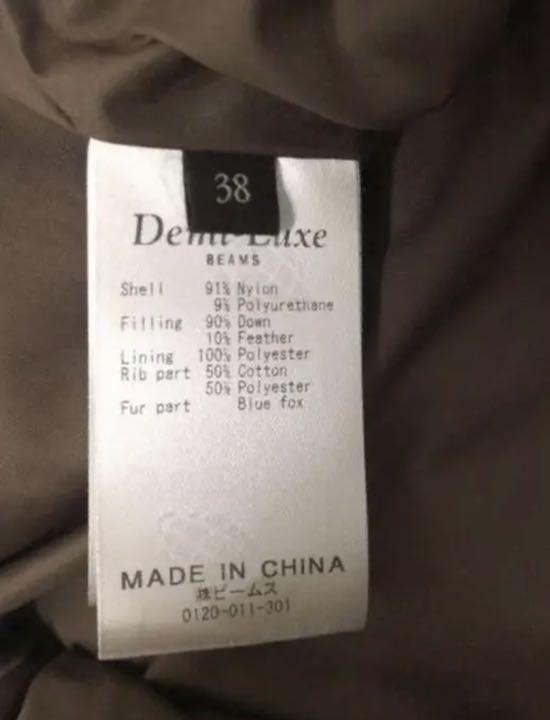 38
Demi-Luxe
BEAMS
Shell 91% Nylon
9% Polyurethane
Filling 90% Down
10% Feather
Lining 100% Polyester
Rib part 50% Cotton
50% Polyester
Fur part Blue fox
MADE IN CHINA
㈱ビームス
0120-011-301